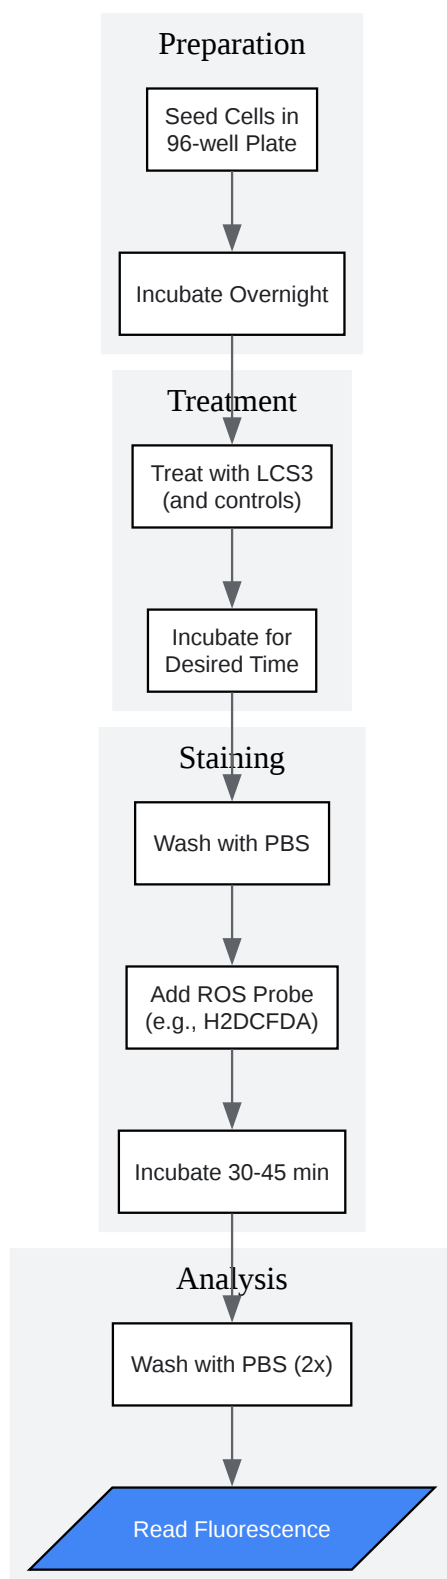 Preparation
Seed Cells in
96-well Plate
Incubate Overnight
Treatment
Treat with LCS3
(and controls)
Incubate for
Desired Time
Staining
Wash with PBS
Add ROS Probe
(e.g., H2DCFDA)
Incubate 30-45 min
Analysis
Wash with PBS (2x)
Read Fluorescence